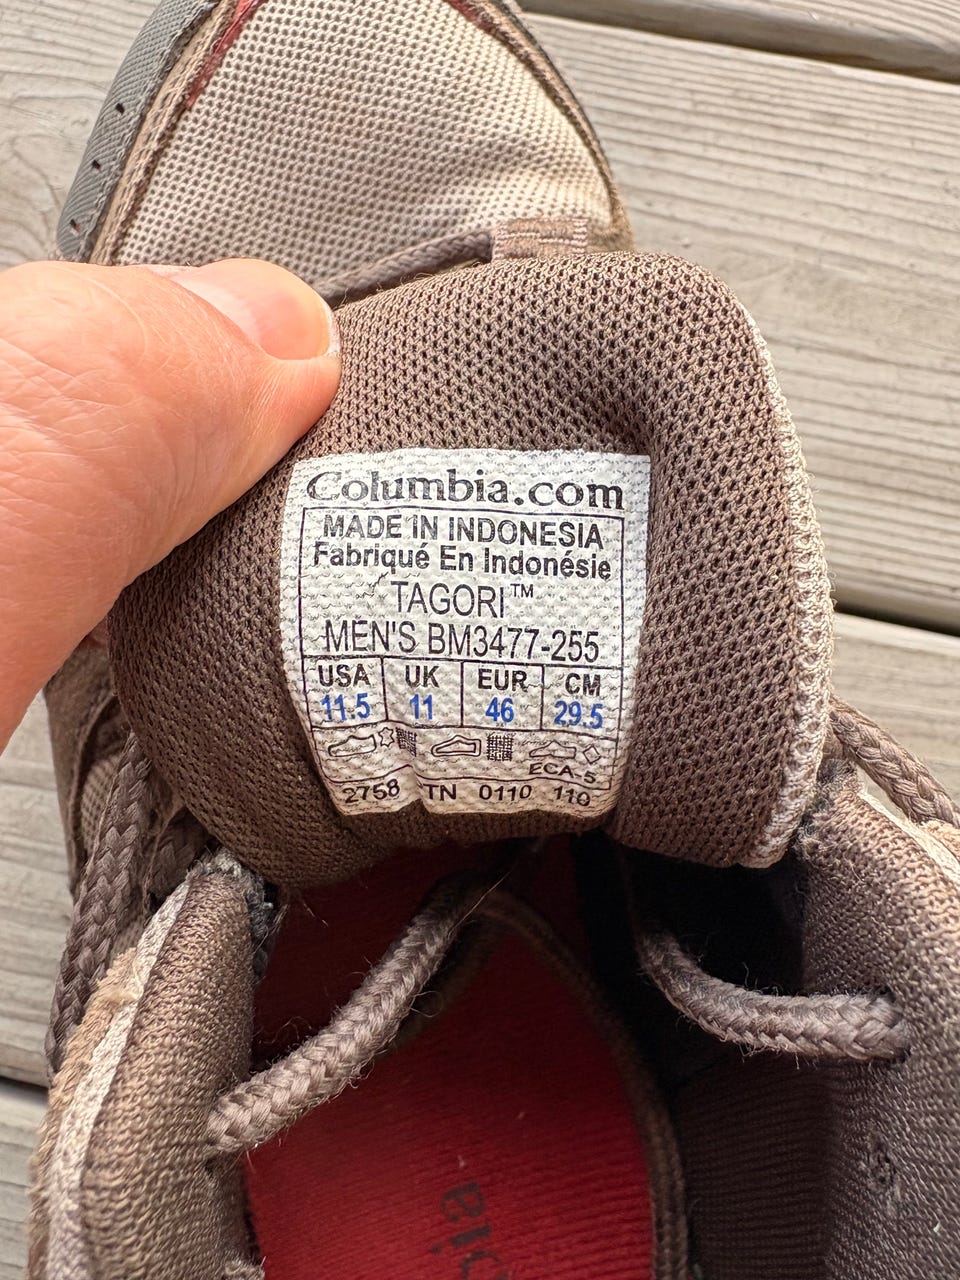 Columbia.com
MADE IN INDONESIA
Fabriqué En Indonésie
TAGORI™
MEN'S BM3477-255
USA UK EUR CM
11.5 11 46 29.5
ECA-5
2758 TN 0110 110